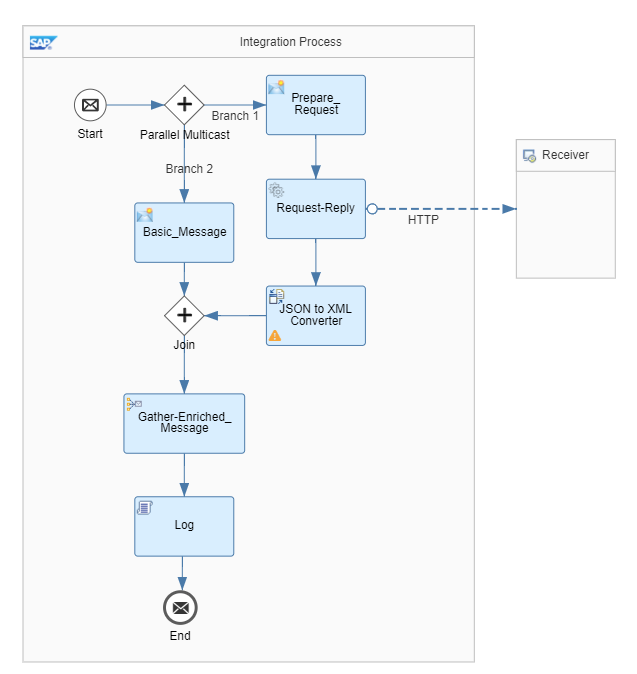 SAP
Integration Process
Start
Parallel Multicast
Branch 1
Prepare_
Request
Branch 2
Receiver
Request-Reply
HTTP
Basic_Message
JSON to XML
Converter
Join
Gather-Enriched_
Message
Log
End